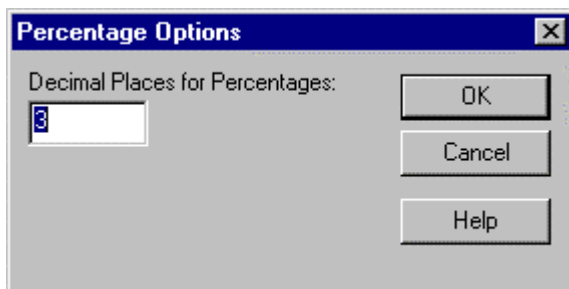 Percentage Options
Decimal Places for Percentages:
3
OK
Cancel
Help